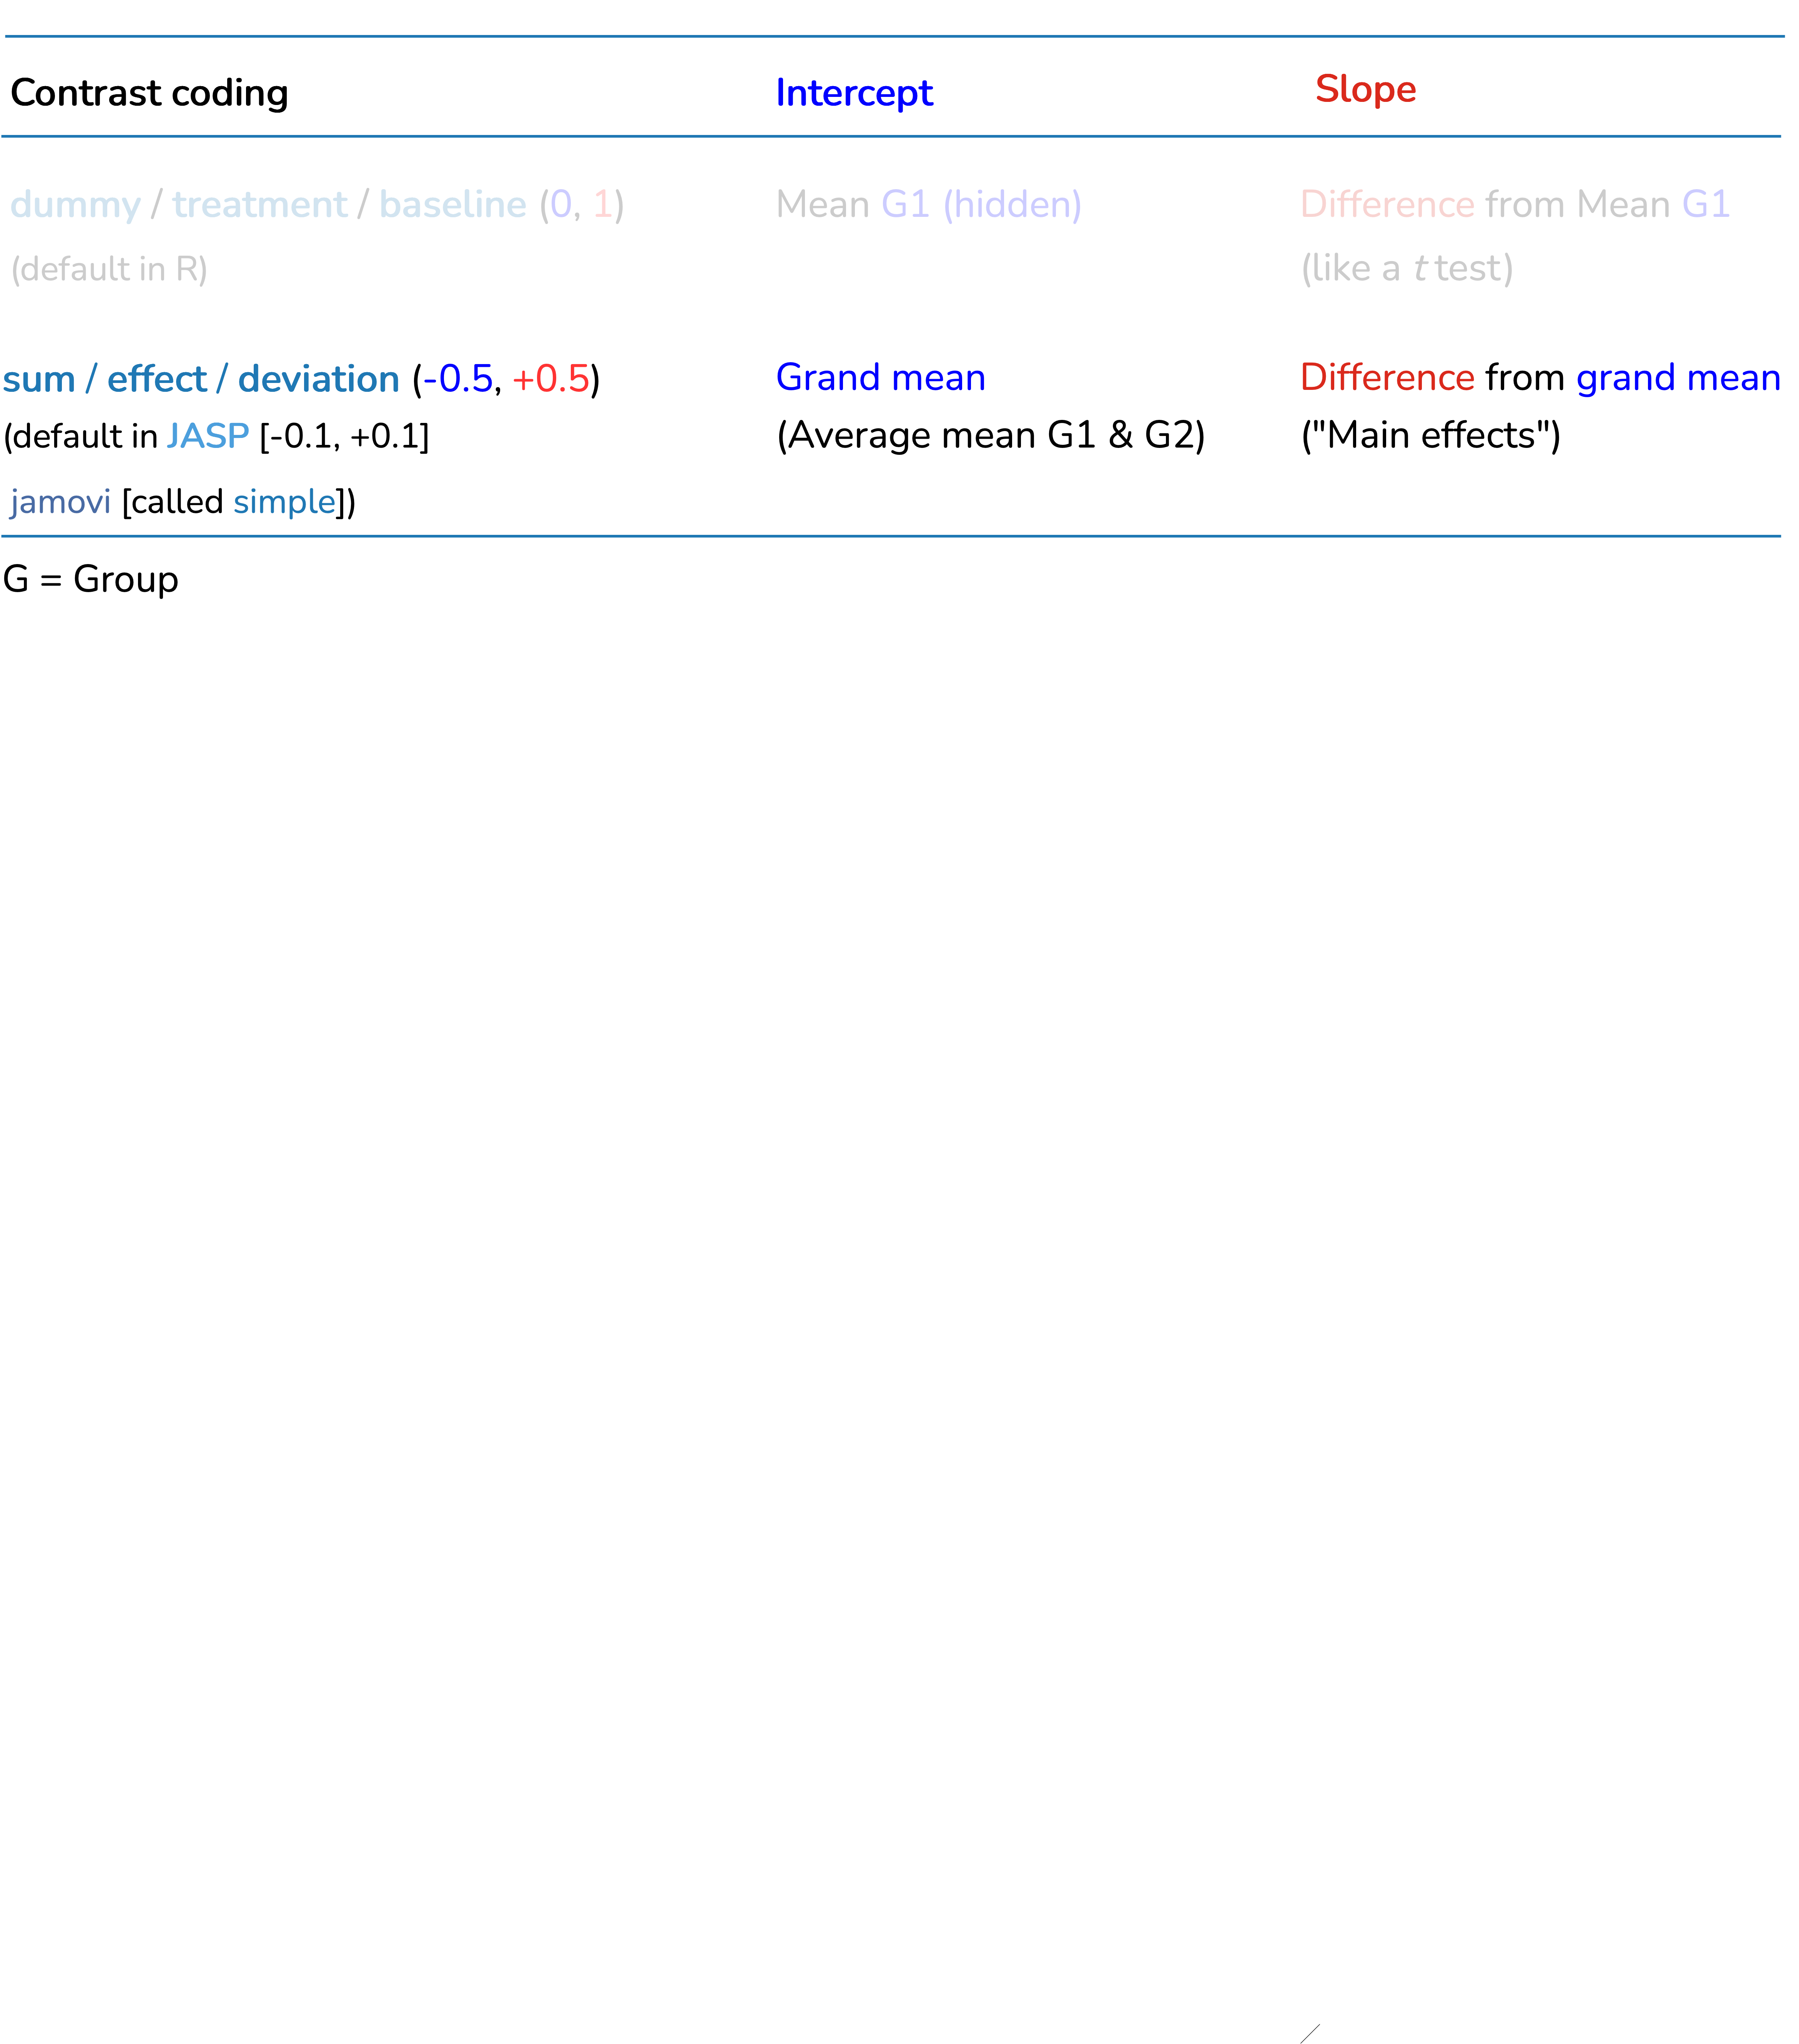 Contrast coding Intercept Slope
dummy / treatment / baseline (0, 1) Mean G1 (hidden) Difference from Mean G1
(default in R) (like a t test)
sum / effect / deviation (-0.5, +0.5) Grand mean Difference from grand mean
(default in JASP [-0.1, +0.1] (Average mean G1 & G2) ("Main effects")
jamovi [called simple])
G = Group